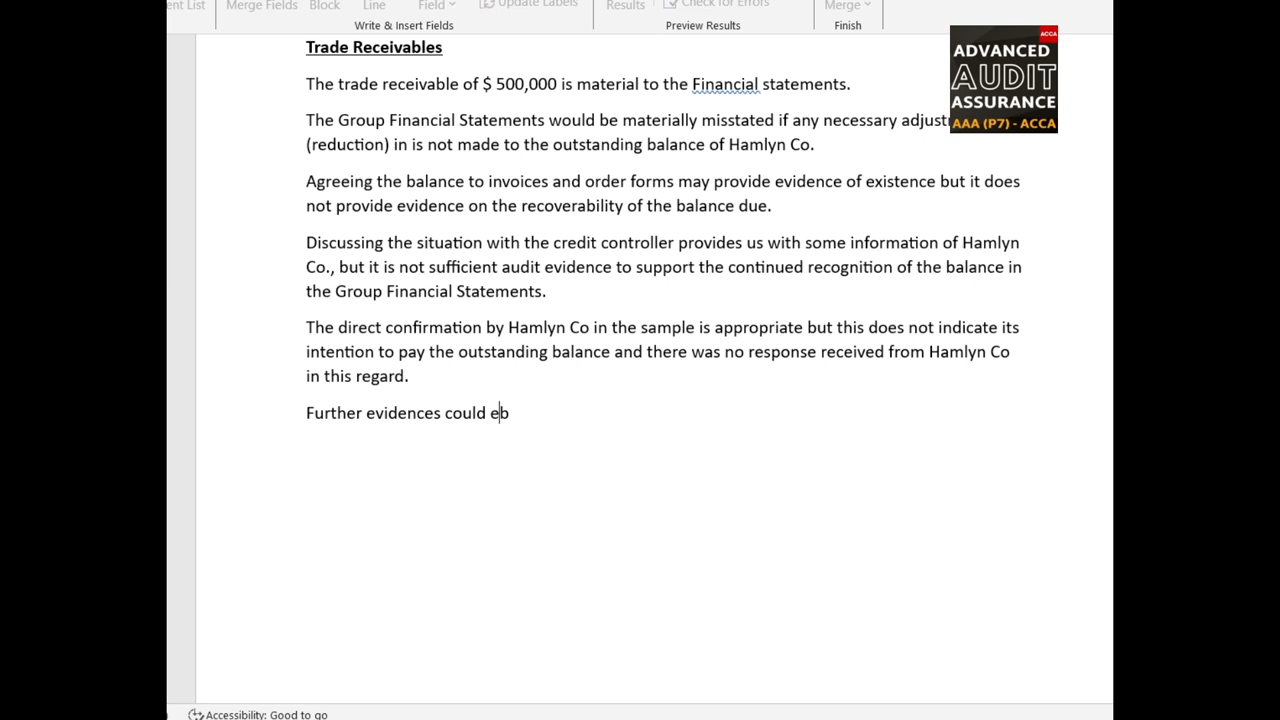 ent List Merge Fields Block Line Field Update Labels Results Check for Errors Merge
Write & Insert Fields Preview Results Finish
Trade Receivables
The trade receivable of $ 500,000 is material to the Financial statements.
The Group Financial Statements would be materially misstated if any necessary adjustr
(reduction) in is not made to the outstanding balance of Hamlyn Co.
Agreeing the balance to invoices and order forms may provide evidence of existence but it does
not provide evidence on the recoverability of the balance due.
Discussing the situation with the credit controller provides us with some information of Hamlyn
Co., but it is not sufficient audit evidence to support the continued recognition of the balance in
the Group Financial Statements.
The direct confirmation by Hamlyn Co in the sample is appropriate but this does not indicate its
intention to pay the outstanding balance and there was no response received from Hamlyn Co
in this regard.
Further evidences could eb
ACCA
ADVANCED
AUDIT
ASSURANCE
AAA (P7) - ACCA
Accessibility: Good to go